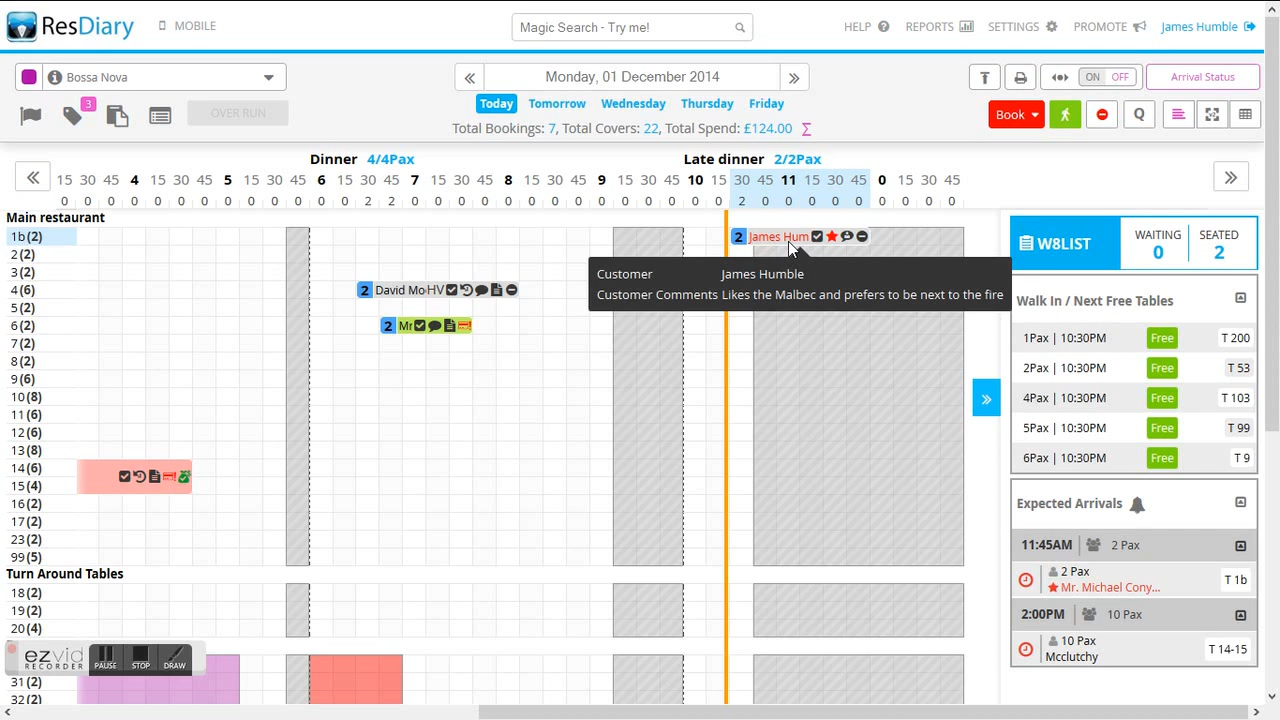 ResDiary MOBILE Magic Search - Try me! HELP REPORTS SETTINGS PROMOTE James Humble
Bossa Nova Monday, 01 December 2014 ON OFF Arrival Status
3 OVER RUN Today Tomorrow Wednesday Thursday Friday Book Q
Total Bookings: 7, Total Covers: 22, Total Spend: £124.00 Σ
Dinner 4/4Pax Late dinner 2/2Pax
15 30 45 4 15 30 45 5 15 30 45 6 15 30 45 7 15 30 45 8 15 30 45 9 15 30 45 10 15 30 45 11 15 30 45 0 15 30 45
0 0 0 0 0 0 0 0 0 0 0 0 0 2 2 0 0 0 0 0 0 0 0 0 0 0 0 0 0 2 0 0 0 0 0 0 0 0 0
Main restaurant
1b (2) 2 James Hum
2 (2)
3 (2)
4 (6) 2 David Mo HV
5 (2)
6 (2) 2 Mr
7 (2)
8 (2)
9 (6)
10 (8)
11 (6)
12 (6)
13 (8)
14 (6)
15 (4)
16 (2)
17 (2)
23 (2)
99 (5)
Turn Around Tables
18 (2)
19 (2)
20 (4)
31 (2)
32 (2)
Customer James Humble
Customer Comments Likes the Malbec and prefers to be next to the fire
ezvid
RECORDER
PAUSE STOP DRAW
W8LIST WAITING SEATED
0 2
Walk In / Next Free Tables
1Pax | 10:30PM Free T 200
2Pax | 10:30PM Free T 53
4Pax | 10:30PM Free T 103
5Pax | 10:30PM Free T 99
6Pax | 10:30PM Free T 9
Expected Arrivals
11:45AM 2 Pax
2 Pax
Mr. Michael Cony... T 1b
2:00PM 10 Pax
10 Pax
Mcclutchy T 14-15